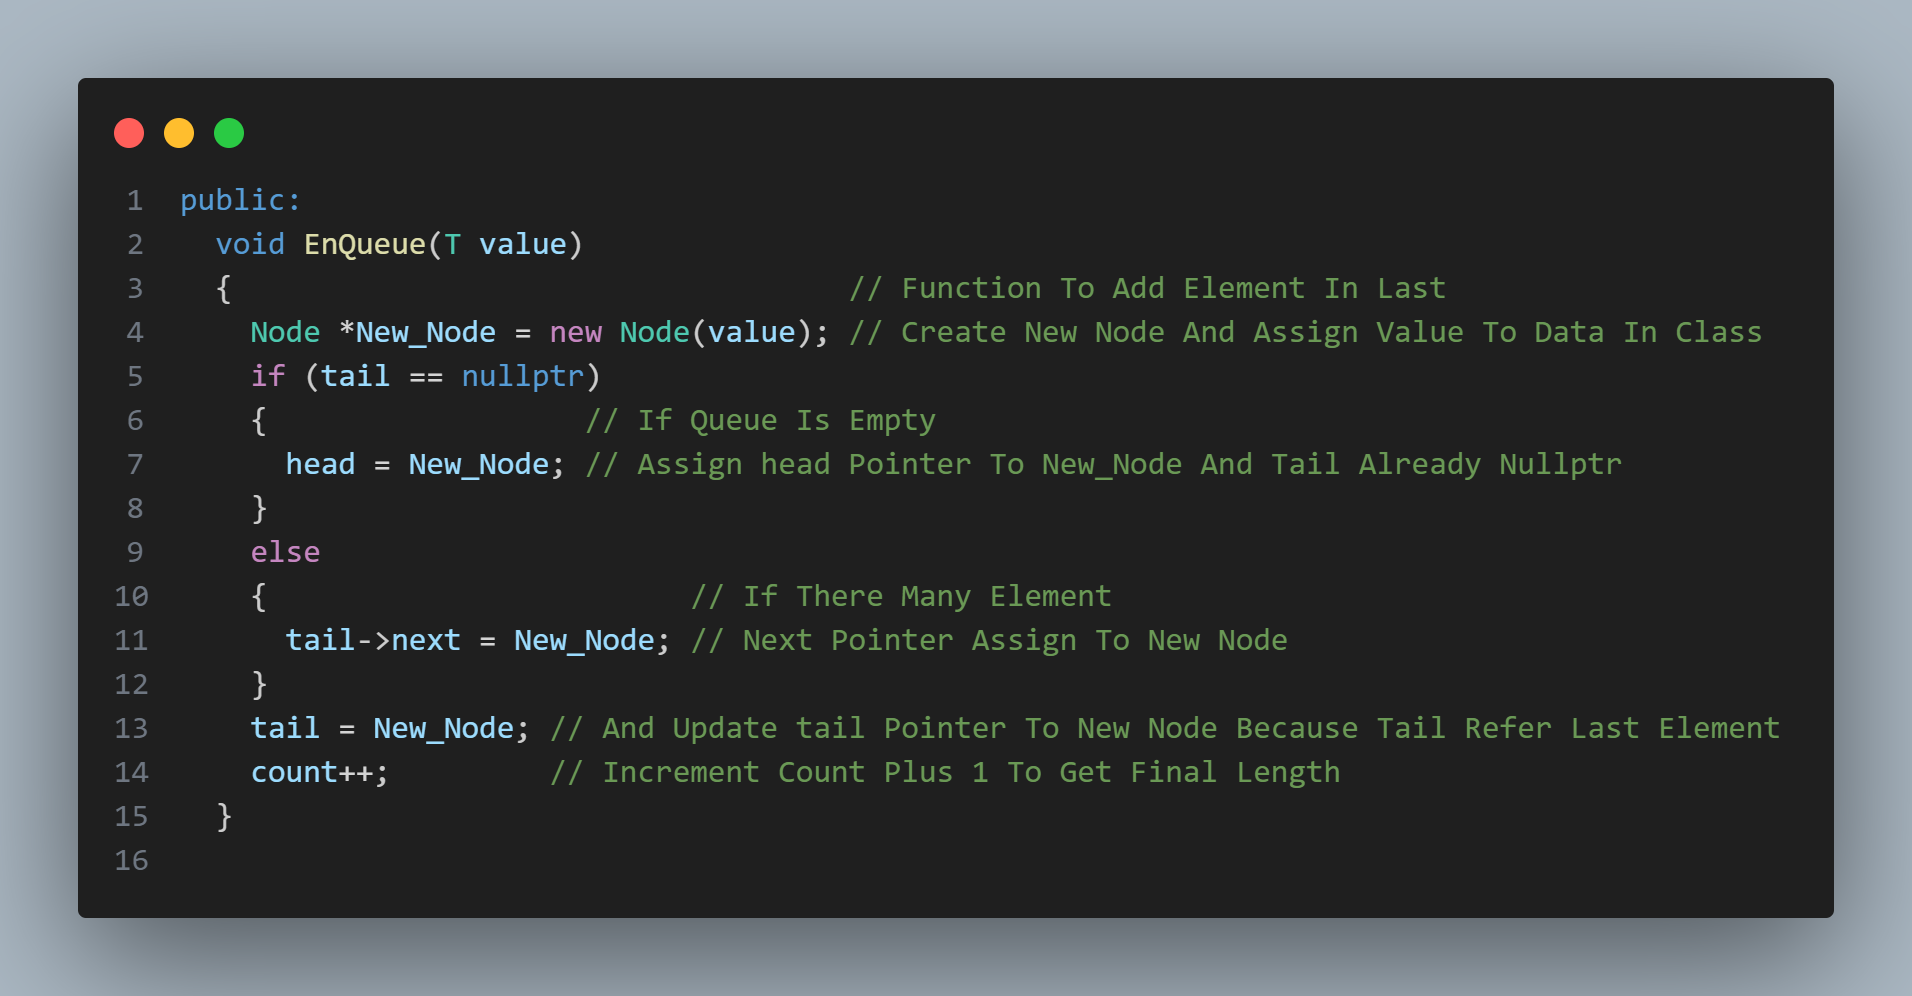 1 public:
2   void EnQueue(T value)
3   {                                   // Function To Add Element In Last
4     Node *New_Node = new Node(value); // Create New Node And Assign Value To Data In Class
5     if (tail == nullptr)
6     {                  // If Queue Is Empty
7       head = New_Node; // Assign head Pointer To New_Node And Tail Already Nullptr
8     }
9     else
10     {                        // If There Many Element
11       tail->next = New_Node; // Next Pointer Assign To New Node
12     }
13     tail = New_Node; // And Update tail Pointer To New Node Because Tail Refer Last Element
14     count++;         // Increment Count Plus 1 To Get Final Length
15   }
16